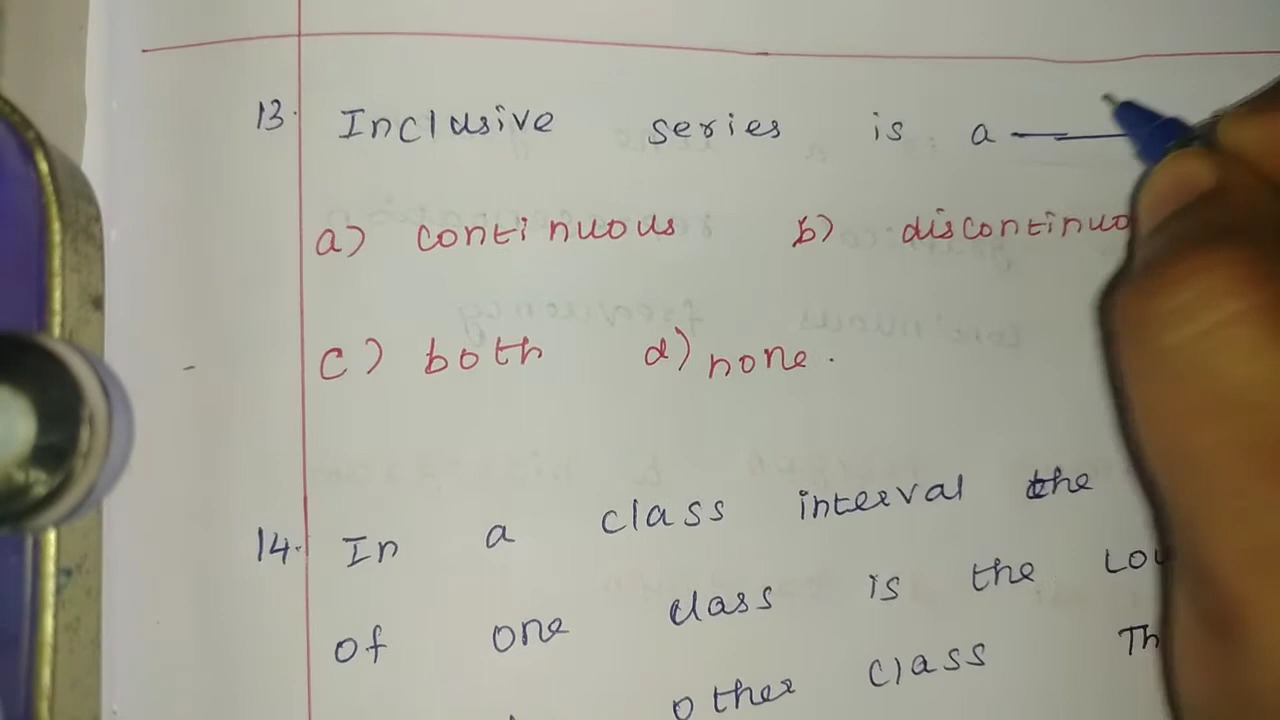 13. Inclusive series is a
a) continuous b) discontinuo
c) both d) none.
14. In a class interval the
of one class is the
other class